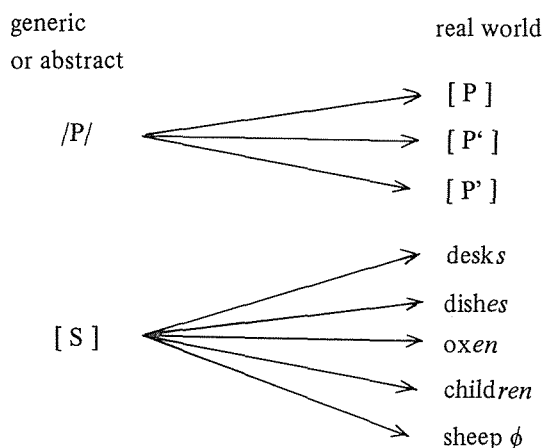 generic
or abstract
real world
/P/
[ P ]
[ P‘ ]
[ P’ ]
[ S ]
desks
dishes
oxen
children
sheep ϕ